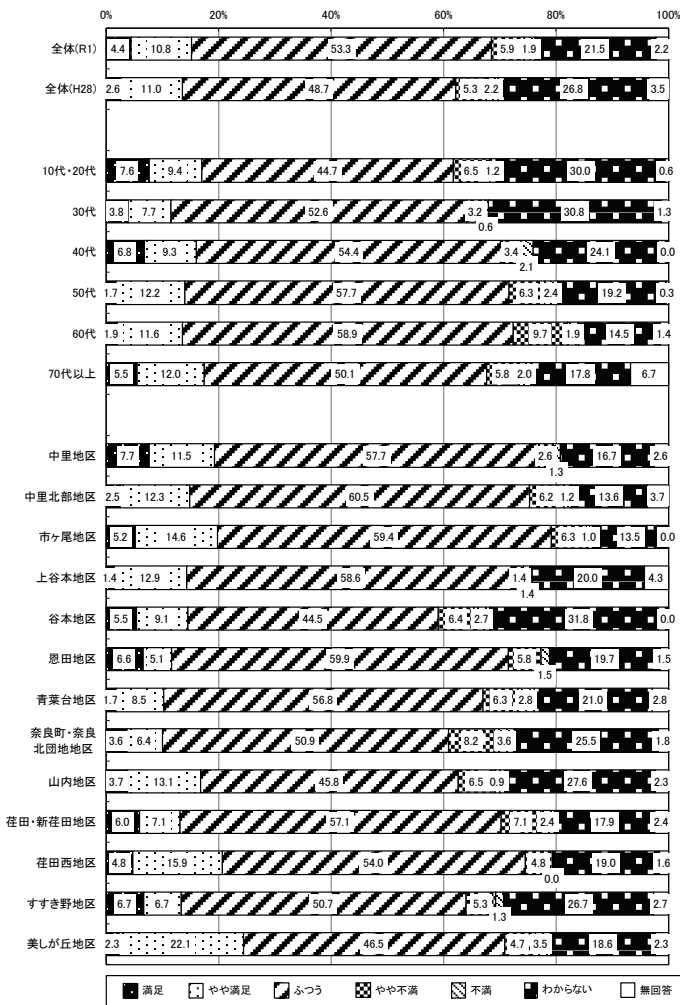 0% 20% 40% 60% 80% 100%
全体(R1) 4.4 10.8 53.3 5.9 1.9 21.5 2.2
全体(H28) 2.6 11.0 48.7 5.3 2.2 26.8 3.5
10代・20代 7.6 9.4 44.7 6.5 1.2 30.0 0.6
30代 3.8 7.7 52.6 3.2 30.8 1.3
0.6
40代 6.8 9.3 54.4 3.4 24.1 0.0
2.1
50代 1.7 12.2 57.7 6.3 2.4 19.2 0.3
60代 1.9 11.6 58.9 9.7 1.9 14.5 1.4
70代以上 5.5 12.0 50.1 5.8 2.0 17.8 6.7
中里地区 7.7 11.5 57.7 2.6 16.7 2.6
1.3
中里北部地区 2.5 12.3 60.5 6.2 1.2 13.6 3.7
市ヶ尾地区 5.2 14.6 59.4 6.3 1.0 13.5 0.0
上谷本地区 1.4 12.9 58.6 1.4 20.0 4.3
1.4
谷本地区 5.5 9.1 44.5 6.4 2.7 31.8 0.0
恩田地区 6.6 5.1 59.9 5.8 19.7 1.5
1.5
青葉台地区 1.7 8.5 56.8 6.3 2.8 21.0 2.8
奈良町・奈良
北団地地区 3.6 6.4 50.9 8.2 3.6 25.5 1.8
山内地区 3.7 13.1 45.8 6.5 0.9 27.6 2.3
荏田・新荏田地区 6.0 7.1 57.1 7.1 2.4 17.9 2.4
荏田西地区 4.8 15.9 54.0 4.8 19.0 1.6
0.0
すすき野地区 6.7 6.7 50.7 5.3 26.7 2.7
1.3
美しが丘地区 2.3 22.1 46.5 4.7 3.5 18.6 2.3
満足 やや満足 ふつう やや不満 不満 わからない 無回答